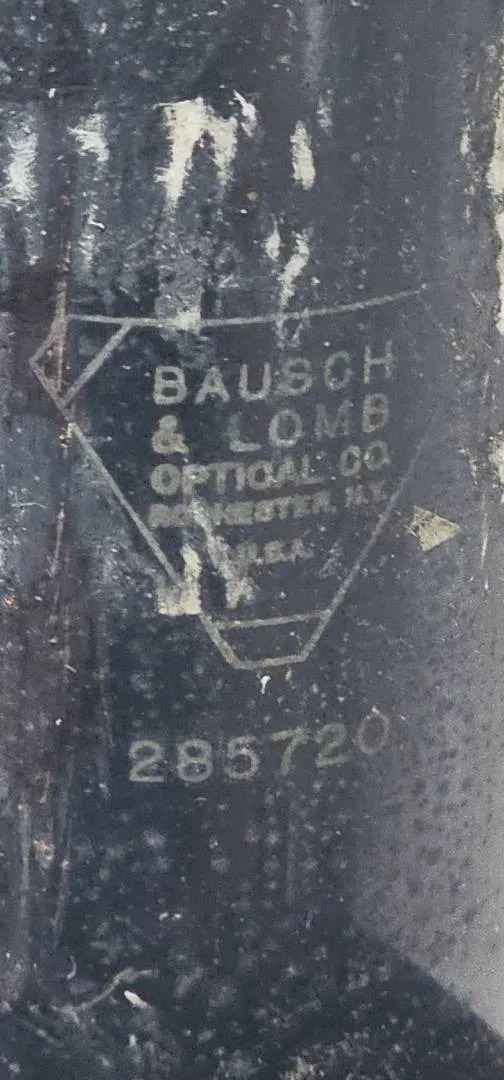 BAUSCH
& LOMB
OPTICAL CO.
ROCHESTER, N.Y.
U.S.A.
285720